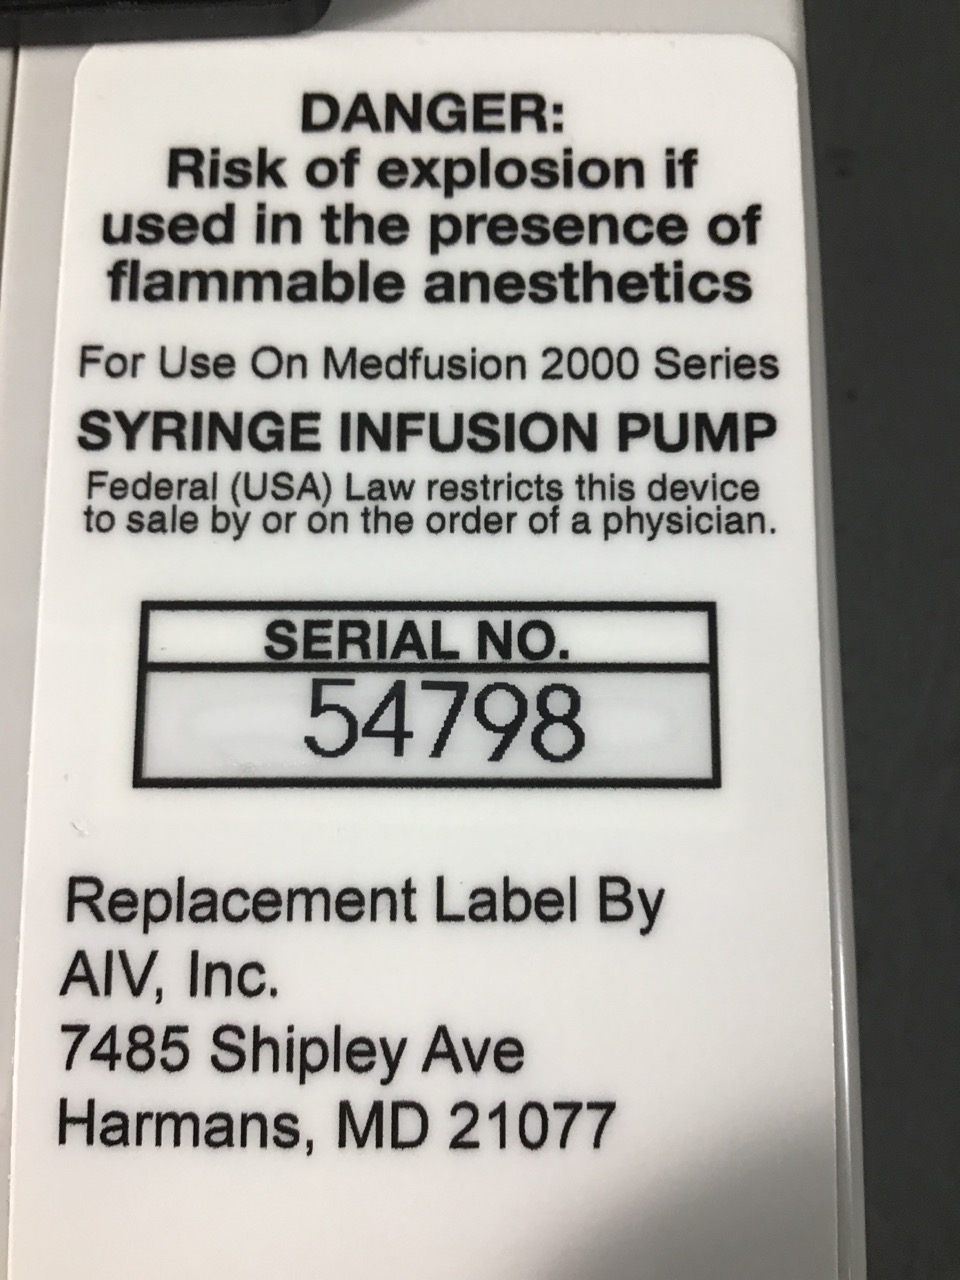 DANGER:
Risk of explosion if
used in the presence of
flammable anesthetics
For Use On Medfusion 2000 Series
SYRINGE INFUSION PUMP
Federal (USA) Law restricts this device
to sale by or on the order of a physician.
SERIAL NO.
54798
Replacement Label By
AIV, Inc.
7485 Shipley Ave
Harmans, MD 21077